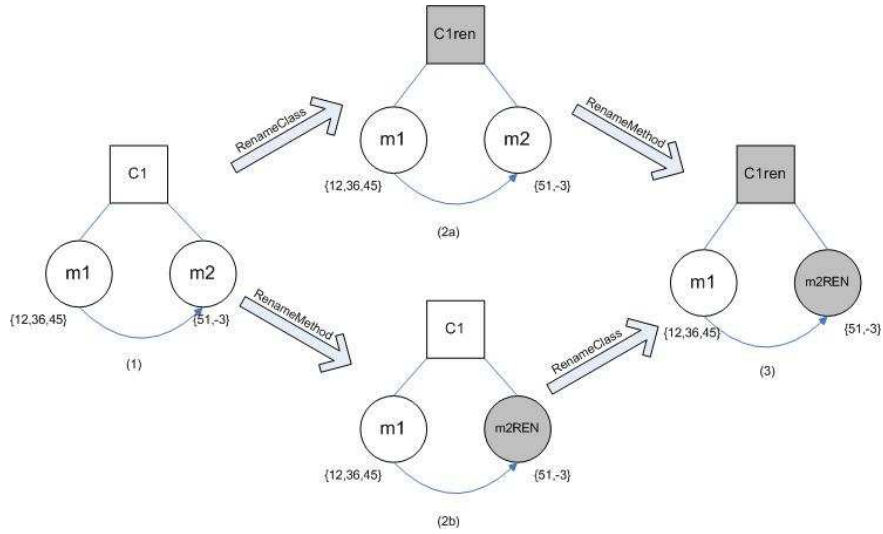 C1
m1
m2
{12,36,45}
{51,-3}
(1)
RenameClass
C1ren
m1
m2
{12,36,45}
{51,-3}
(2a)
RenameMethod
RenameMethod
C1
m1
m2REN
{12,36,45}
{51,-3}
(2b)
RenameClass
C1ren
m1
m2REN
{12,36,45}
{51,-3}
(3)